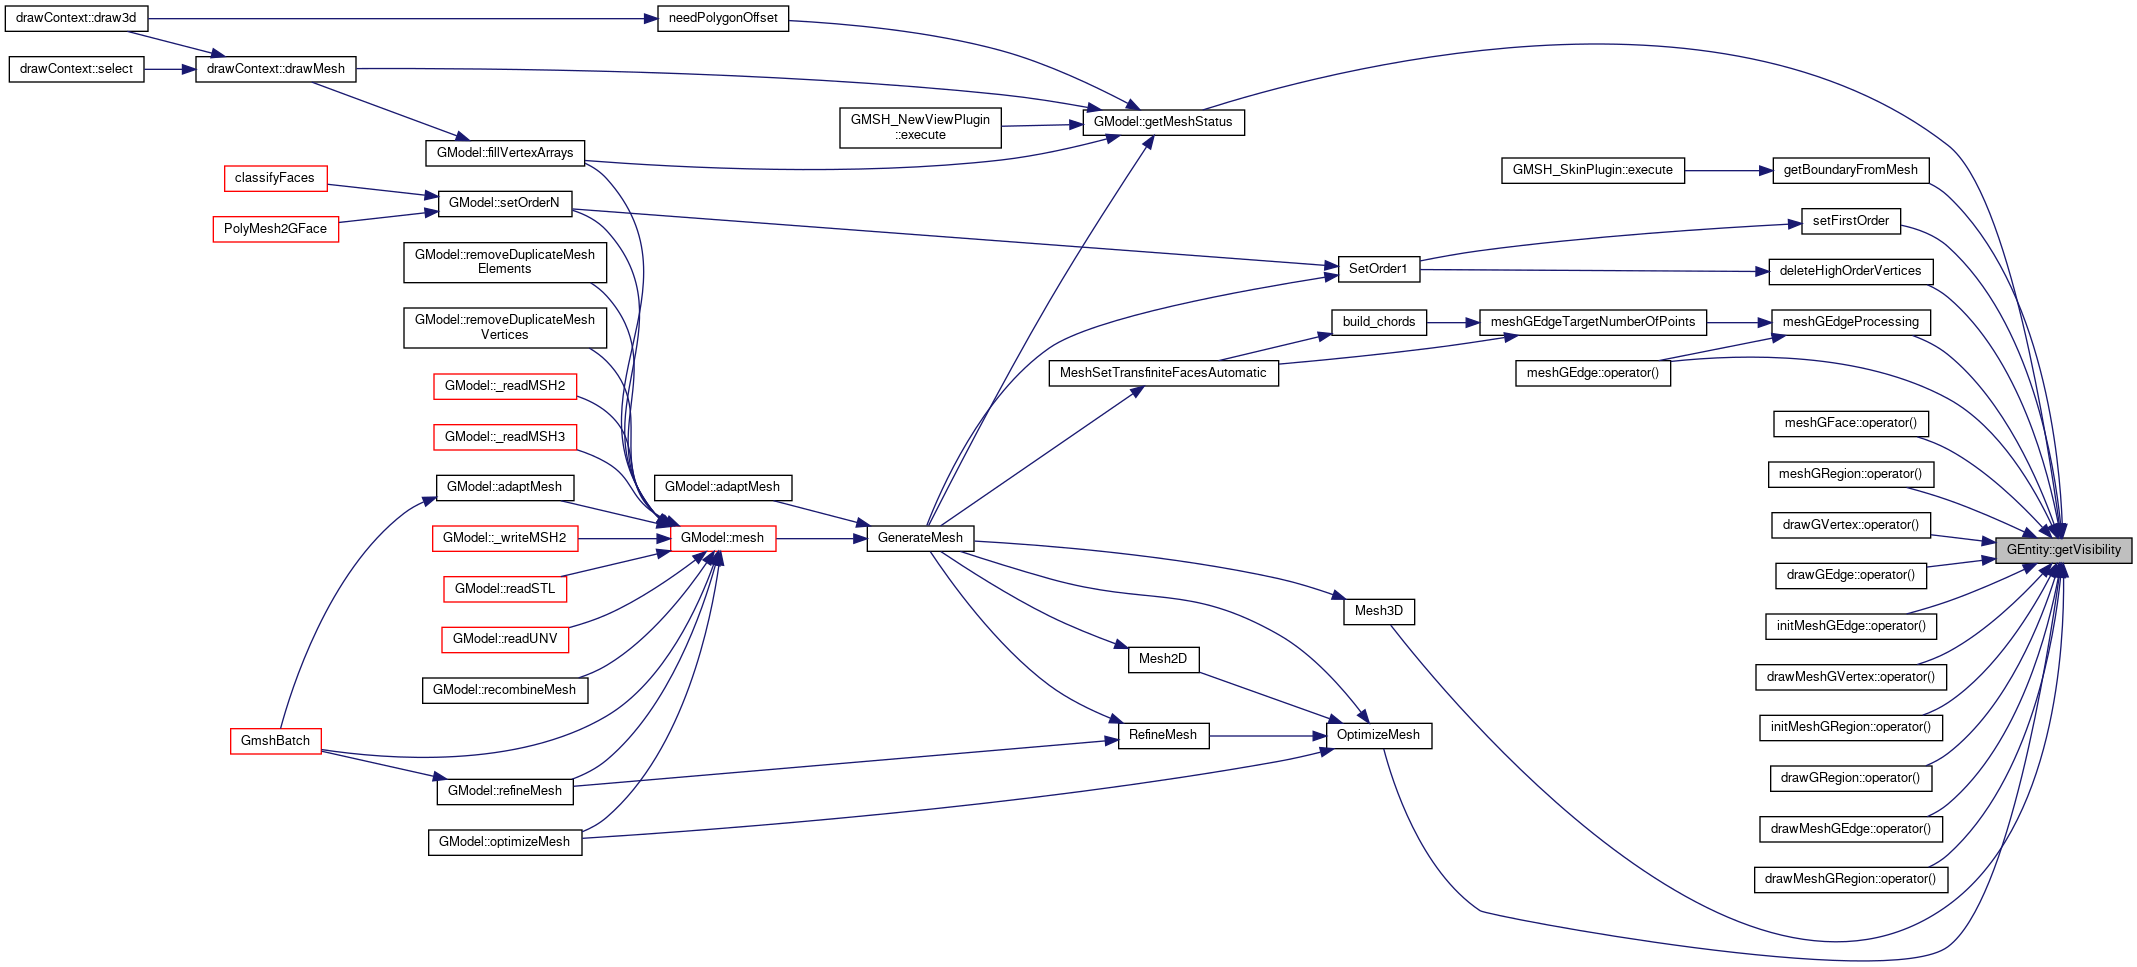 drawContext::draw3d
needPolygonOffset
drawContext::select
drawContext::drawMesh
GMSH_NewViewPlugin
::execute
GModel::getMeshStatus
GModel::fillVertexArrays
classifyFaces
GMSH_SkinPlugin::execute
getBoundaryFromMesh
GModel::setOrderN
PolyMesh2GFace
setFirstOrder
GModel::removeDuplicateMesh
Elements
SetOrder1
deleteHighOrderVertices
GModel::removeDuplicateMesh
Vertices
build_chords
meshGEdgeTargetNumberOfPoints
meshGEdgeProcessing
MeshSetTransfiniteFacesAutomatic
meshGEdge::operator()
GModel::_readMSH2
meshGFace::operator()
GModel::_readMSH3
meshGRegion::operator()
GModel::adaptMesh
GModel::adaptMesh
drawGVertex::operator()
GModel::_writeMSH2
GModel::mesh
GenerateMesh
GEntity::getVisibility
drawGEdge::operator()
GModel::readSTL
Mesh3D
initMeshGEdge::operator()
GModel::readUNV
Mesh2D
drawMeshGVertex::operator()
GModel::recombineMesh
initMeshGRegion::operator()
GmshBatch
RefineMesh
OptimizeMesh
drawGRegion::operator()
GModel::refineMesh
drawMeshGEdge::operator()
GModel::optimizeMesh
drawMeshGRegion::operator()